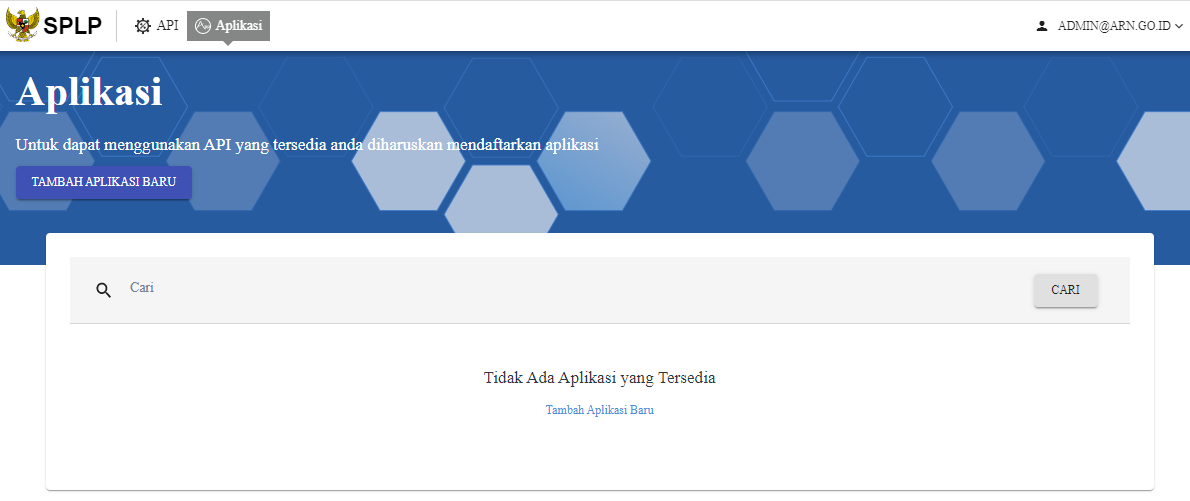 SPLP API Aplikasi ADMIN@ARN.GO.ID
Aplikasi
Untuk dapat menggunakan API yang tersedia anda diharuskan mendaftarkan aplikasi
TAMBAH APLIKASI BARU
Cari CARI
Tidak Ada Aplikasi yang Tersedia
Tambah Aplikasi Baru